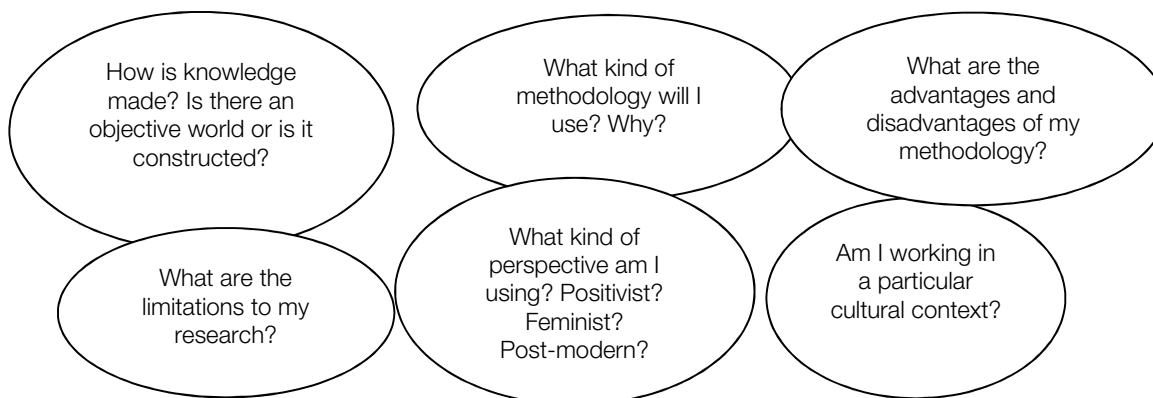 How is knowledge
made? Is there an
objective world or is it
constructed?
What kind of
methodology will I
use? Why?
What are the
advantages and
disadvantages of my
methodology?
What are the
limitations to my
research?
What kind of
perspective am I
using? Positivist?
Feminist?
Post-modern?
Am I working in
a particular
cultural context?